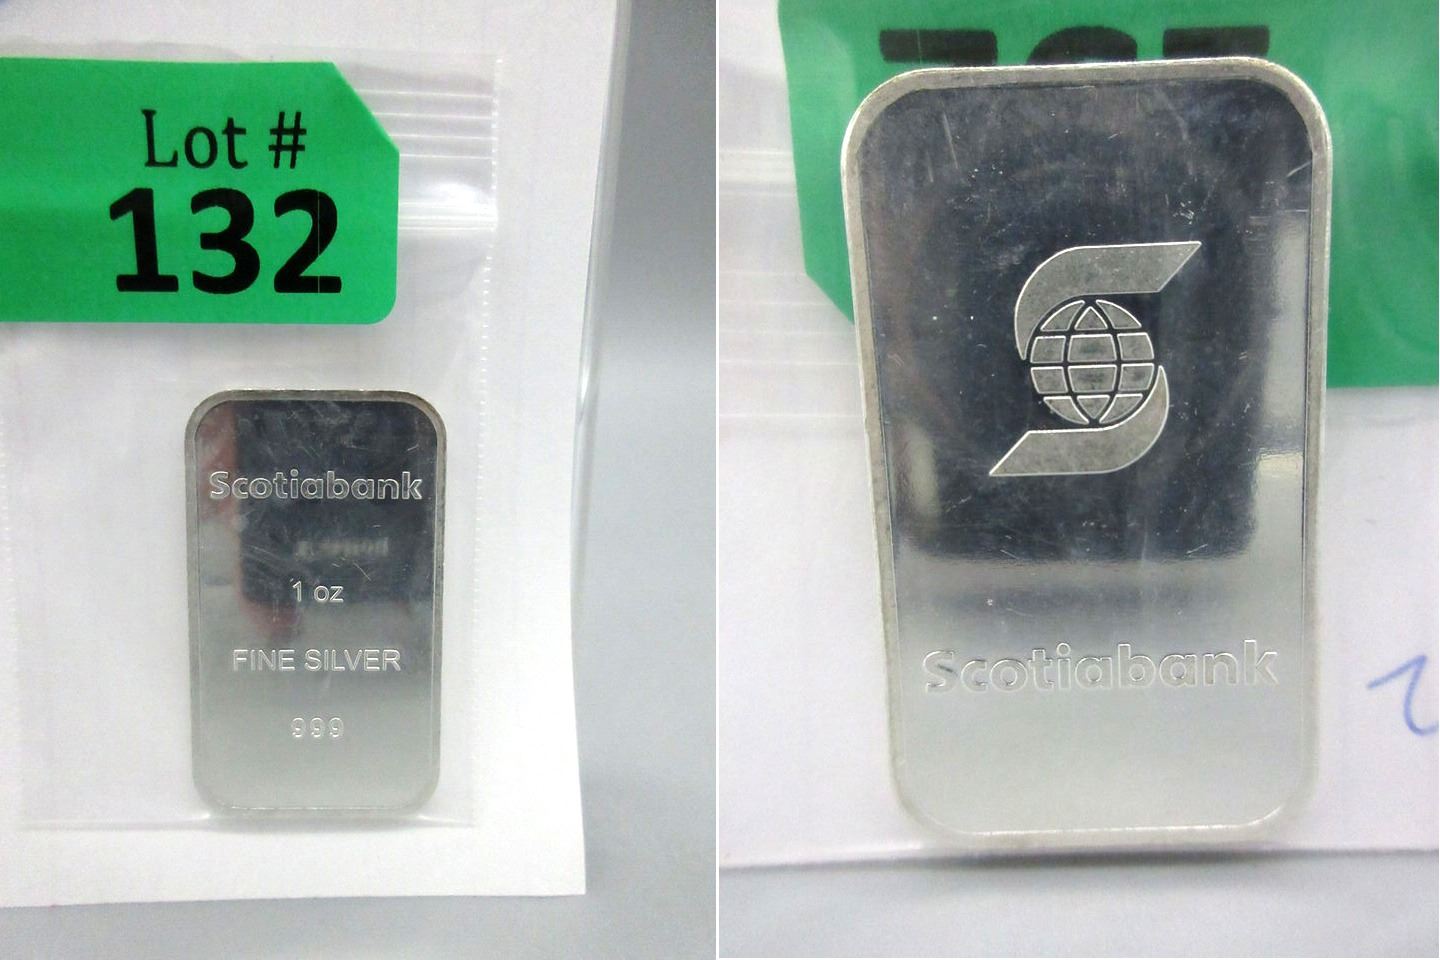 Lot #
132
Scotiabank
1 oz
FINE SILVER
999
Scotiabank